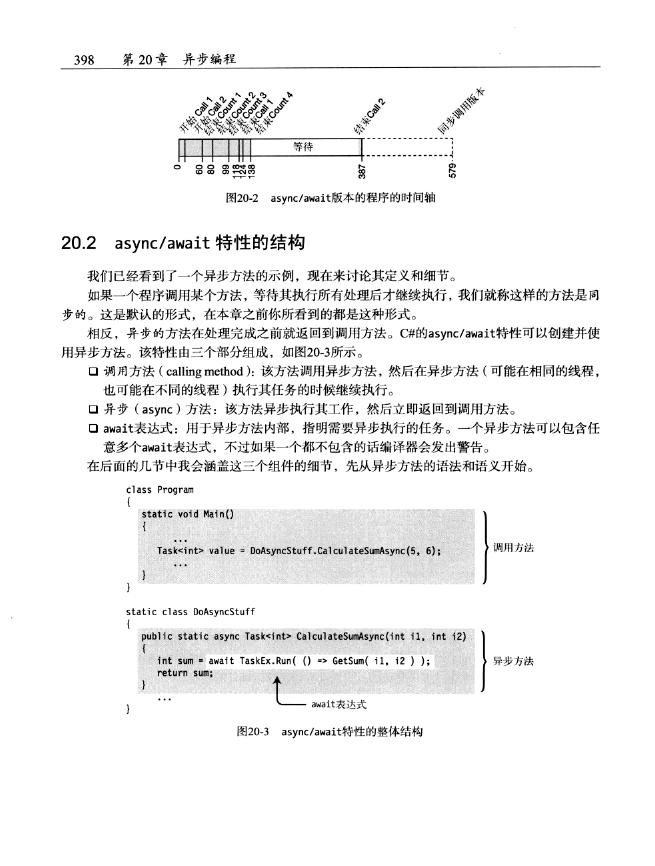 398 第20章 异步编程
开始Call 1
开始Call 2
结束Count 1
结束Count 2
结束Count 3
结束Call 1
结束Count 4
结束Call 2
同步调用版本
等待
0 60 80 99 118 124 138 387 579
图20-2 async/await版本的程序的时间轴
20.2 async/await 特性的结构
我们已经看到了一个异步方法的示例，现在来讨论其定义和细节。
如果一个程序调用某个方法，等待其执行所有处理后才继续执行，我们就称这样的方法是同
步的。这是默认的形式，在本章之前你所看到的都是这种形式。
相反，异步的方法在处理完成之前就返回到调用方法。C#的async/await特性可以创建并使
用异步方法。该特性由三个部分组成，如图20-3所示。
❑ 调用方法（calling method）：该方法调用异步方法，然后在异步方法（可能在相同的线程，
也可能在不同的线程）执行其任务的时候继续执行。
❑ 异步（async）方法：该方法异步执行其工作，然后立即返回到调用方法。
❑ await表达式：用于异步方法内部，指明需要异步执行的任务。一个异步方法可以包含任
意多个await表达式，不过如果一个都不包含的话编译器会发出警告。
在后面的几节中我会涵盖这三个组件的细节，先从异步方法的语法和语义开始。
class Program
{
static void Main()
{
...
Task<int> value = DoAsyncStuff.CalculateSumAsync(5, 6);
...
}
}
调用方法
static class DoAsyncStuff
{
public static async Task<int> CalculateSumAsync(int i1, int i2)
{
int sum = await TaskEx.Run( () => GetSum( i1, i2 ) );
return sum;
}
...
}
异步方法
await表达式
图20-3 async/await特性的整体结构